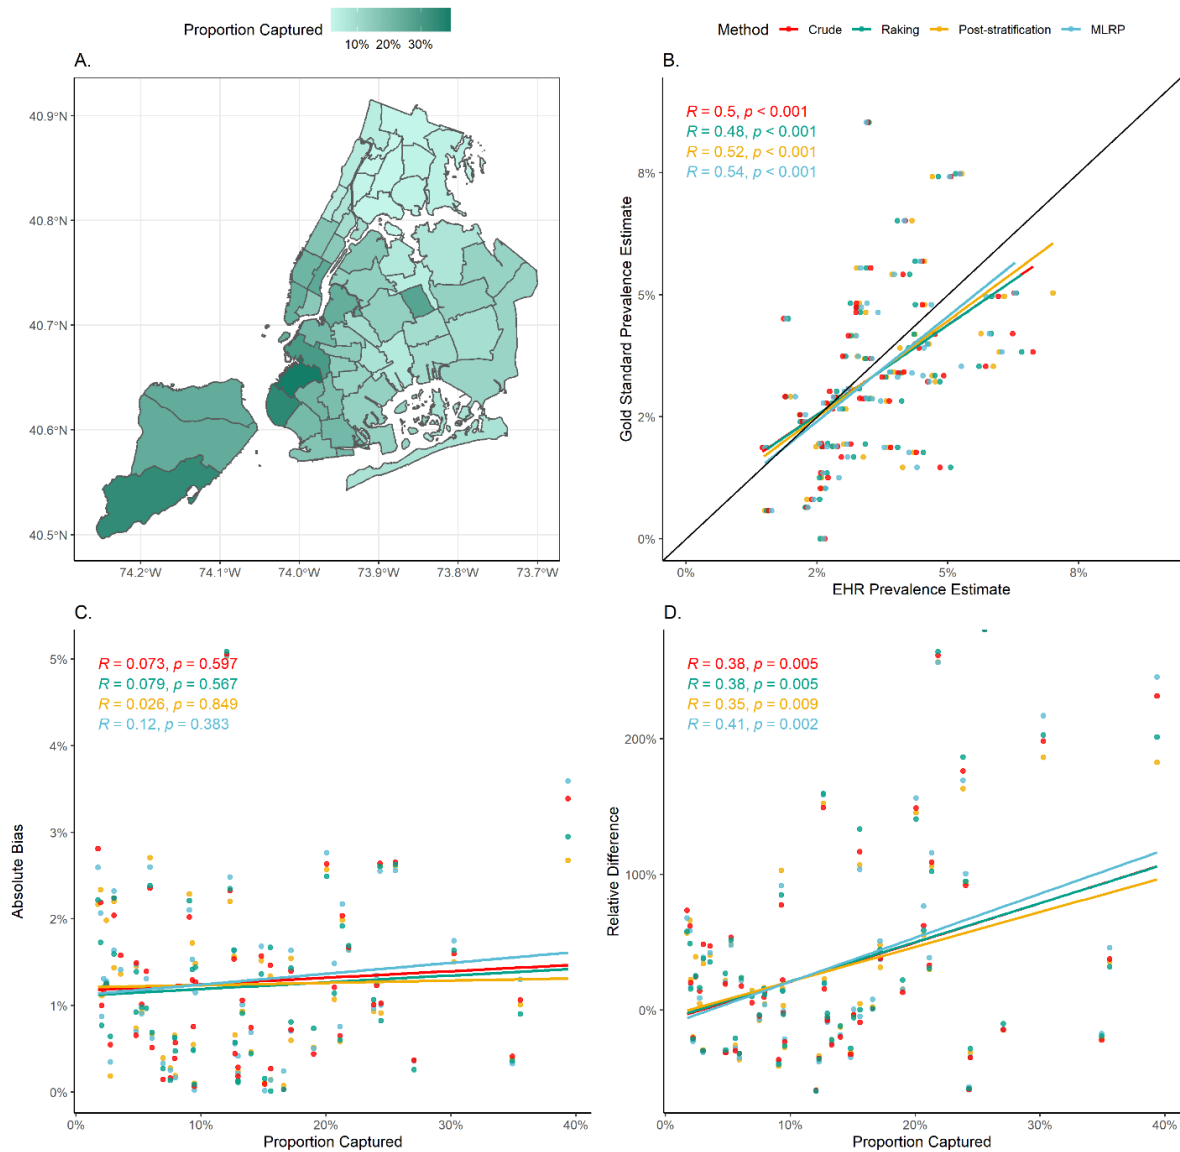 Proportion Captured
10% 20% 30%
Method Crude Raking Post-stratification MLRP
A.
40.9°N
40.8°N
40.7°N
40.6°N
40.5°N
74.2°W 74.1°W 74.0°W 73.9°W 73.8°W 73.7°W
B.
R = 0.5, p < 0.001
R = 0.48, p < 0.001
R = 0.52, p < 0.001
R = 0.54, p < 0.001
Gold Standard Prevalence Estimate
8%
5%
2%
0%
0% 2% 5% 8%
EHR Prevalence Estimate
C.
R = 0.073, p = 0.597
R = 0.079, p = 0.567
R = 0.026, p = 0.849
R = 0.12, p = 0.383
Absolute Bias
5%
4%
3%
2%
1%
0%
0% 10% 20% 30% 40%
Proportion Captured
D.
R = 0.38, p = 0.005
R = 0.38, p = 0.005
R = 0.35, p = 0.009
R = 0.41, p = 0.002
Relative Difference
200%
100%
0%
0% 10% 20% 30% 40%
Proportion Captured